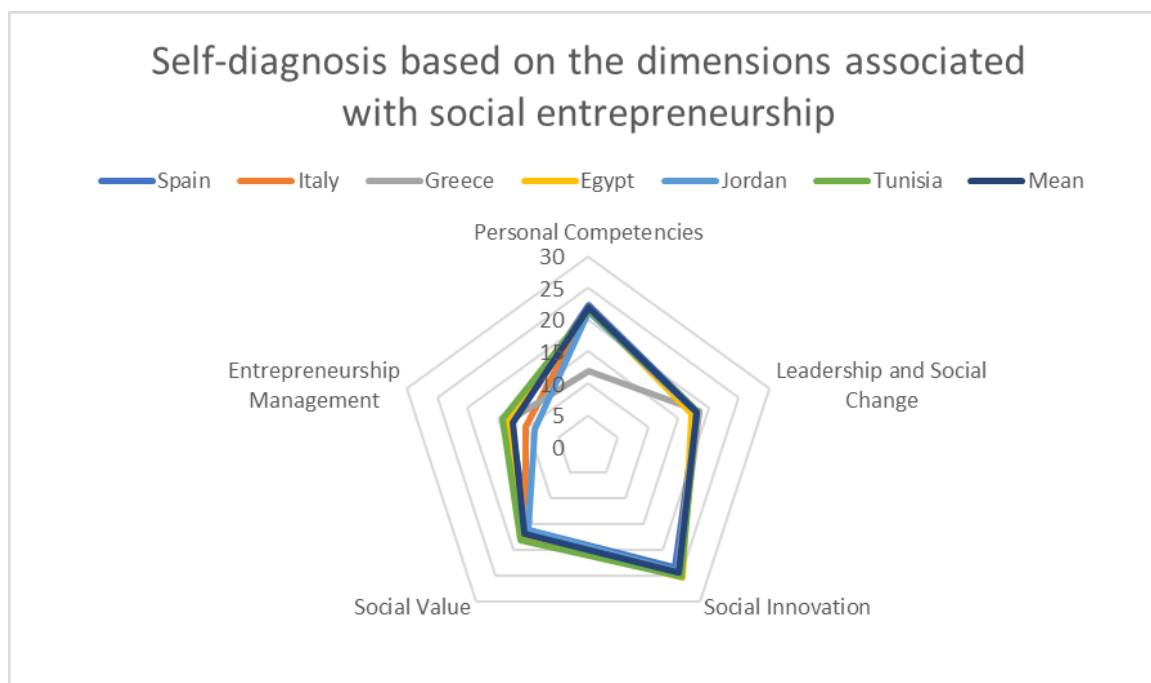 Self-diagnosis based on the dimensions associated
with social entrepreneurship
Spain Italy Greece Egypt Jordan Tunisia Mean
Personal Competencies
30
25
20
15
10
5
0
Leadership and Social
Change
Entrepreneurship
Management
Social Value
Social Innovation